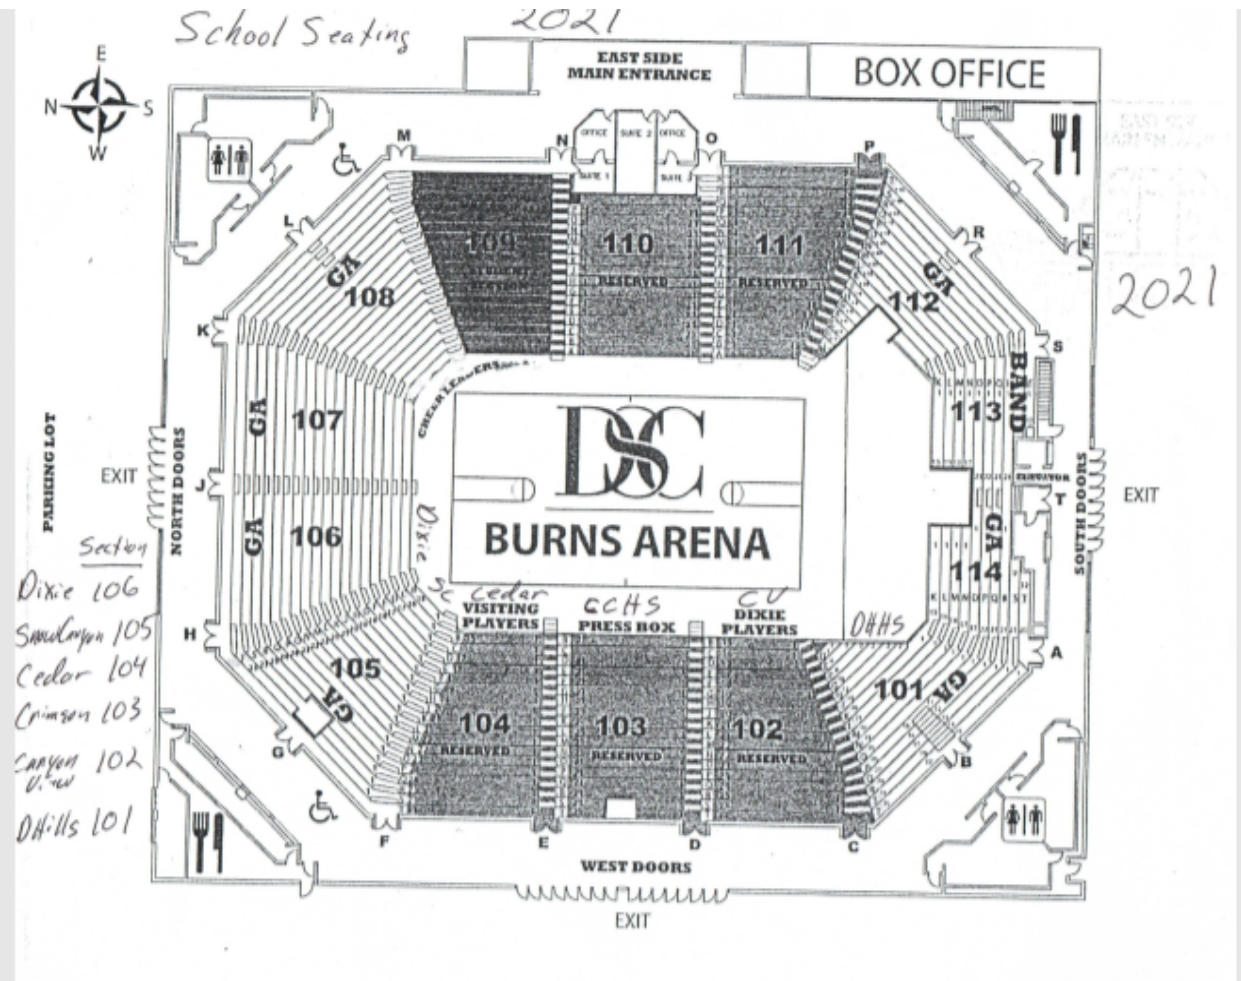 School Seating
2021
E
N
S
W
EAST SIDE
MAIN ENTRANCE
BOX OFFICE
M
N
OFFICE
SUITE 2
OFFICE
O
P
SUITE 1
SUITE 3
L
R
109
STUDENT
SECTION
110
RESERVED
111
RESERVED
GA
108
GA
112
2021
K
S
CHEERLEADERS
BAND
113
K L M N O P Q
GA
107
PARKING LOT
EXIT
NORTH DOORS
J
DSC
BURNS ARENA
ELEVATOR
T
SOUTH DOORS
EXIT
GA
106
Dixie
GA
114
K L M N O P Q R S T
Section
Dixie 106
Snow Canyon 105
Cedar 104
Crimson 103
Canyon 102
View
DHills 101
H
SC
Cedar
VISITING
PLAYERS
CCHS
PRESS BOX
CV
DIXIE
PLAYERS
DHHS
A
105
GA
101
GA
104
RESERVED
103
RESERVED
102
RESERVED
G
B
F
E
D
C
WEST DOORS
EXIT